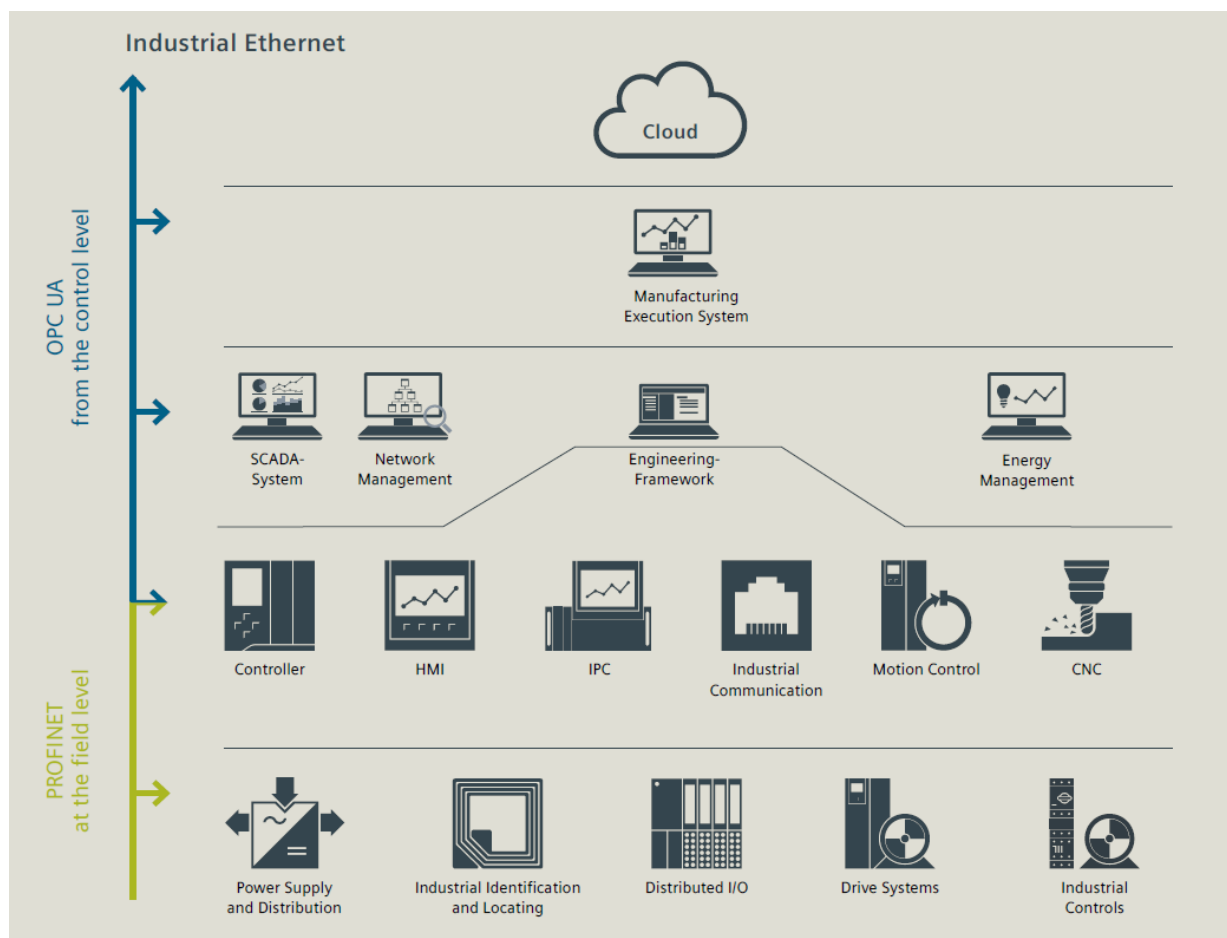 Industrial Ethernet
Cloud
OPC UA
from the control level
Manufacturing
Execution System
SCADA-
System
Network
Management
Engineering-
Framework
Energy
Management
Controller
HMI
IPC
Industrial
Communication
Motion Control
CNC
PROFINET
at the field level
Power Supply
and Distribution
Industrial Identification
and Locating
Distributed I/O
Drive Systems
Industrial
Controls